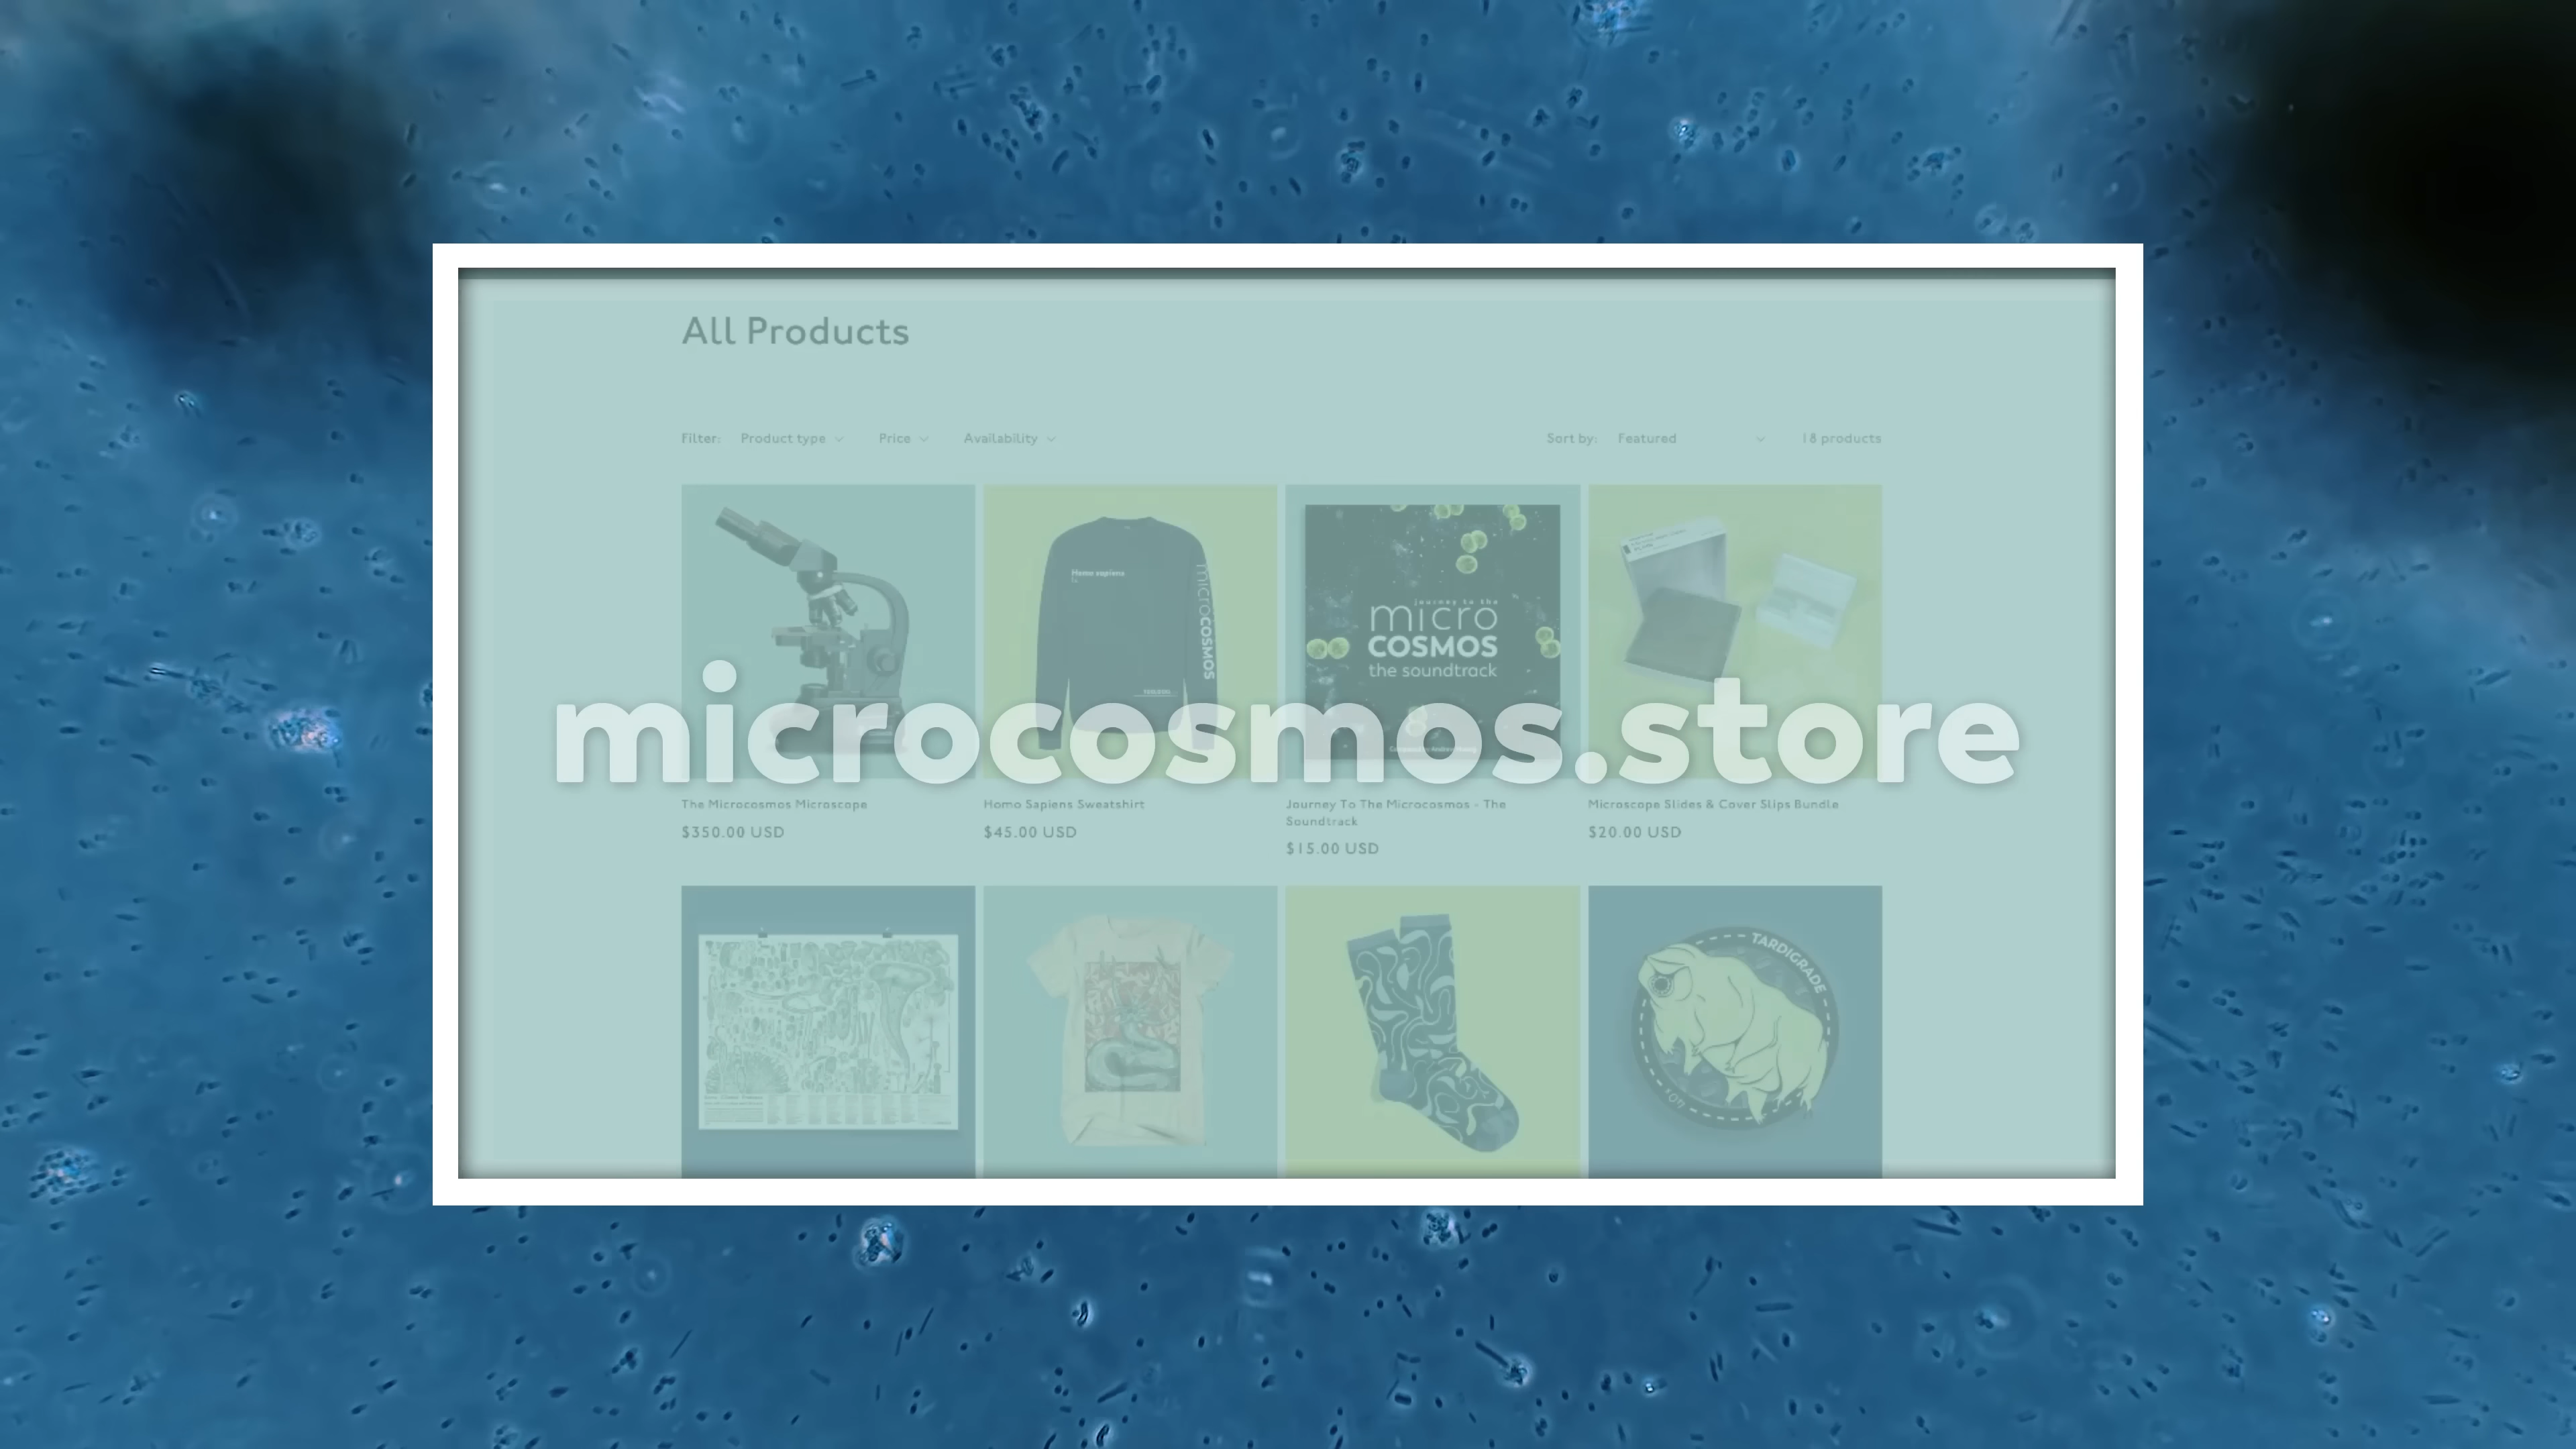 All Products
Filter: Product type Price Availability
Sort by: Featured 18 products
Homo sapiens
microCOSMOS
journey to the
micro
COSMOS
the soundtrack
microcosmos.store
The Microcosmos Microscope
$350.00 USD
Homo Sapiens Sweatshirt
$45.00 USD
Journey To The Microcosmos - The
Soundtrack
$15.00 USD
Microscope Slides & Cover Slips Bundle
$20.00 USD
TARDIGRADE